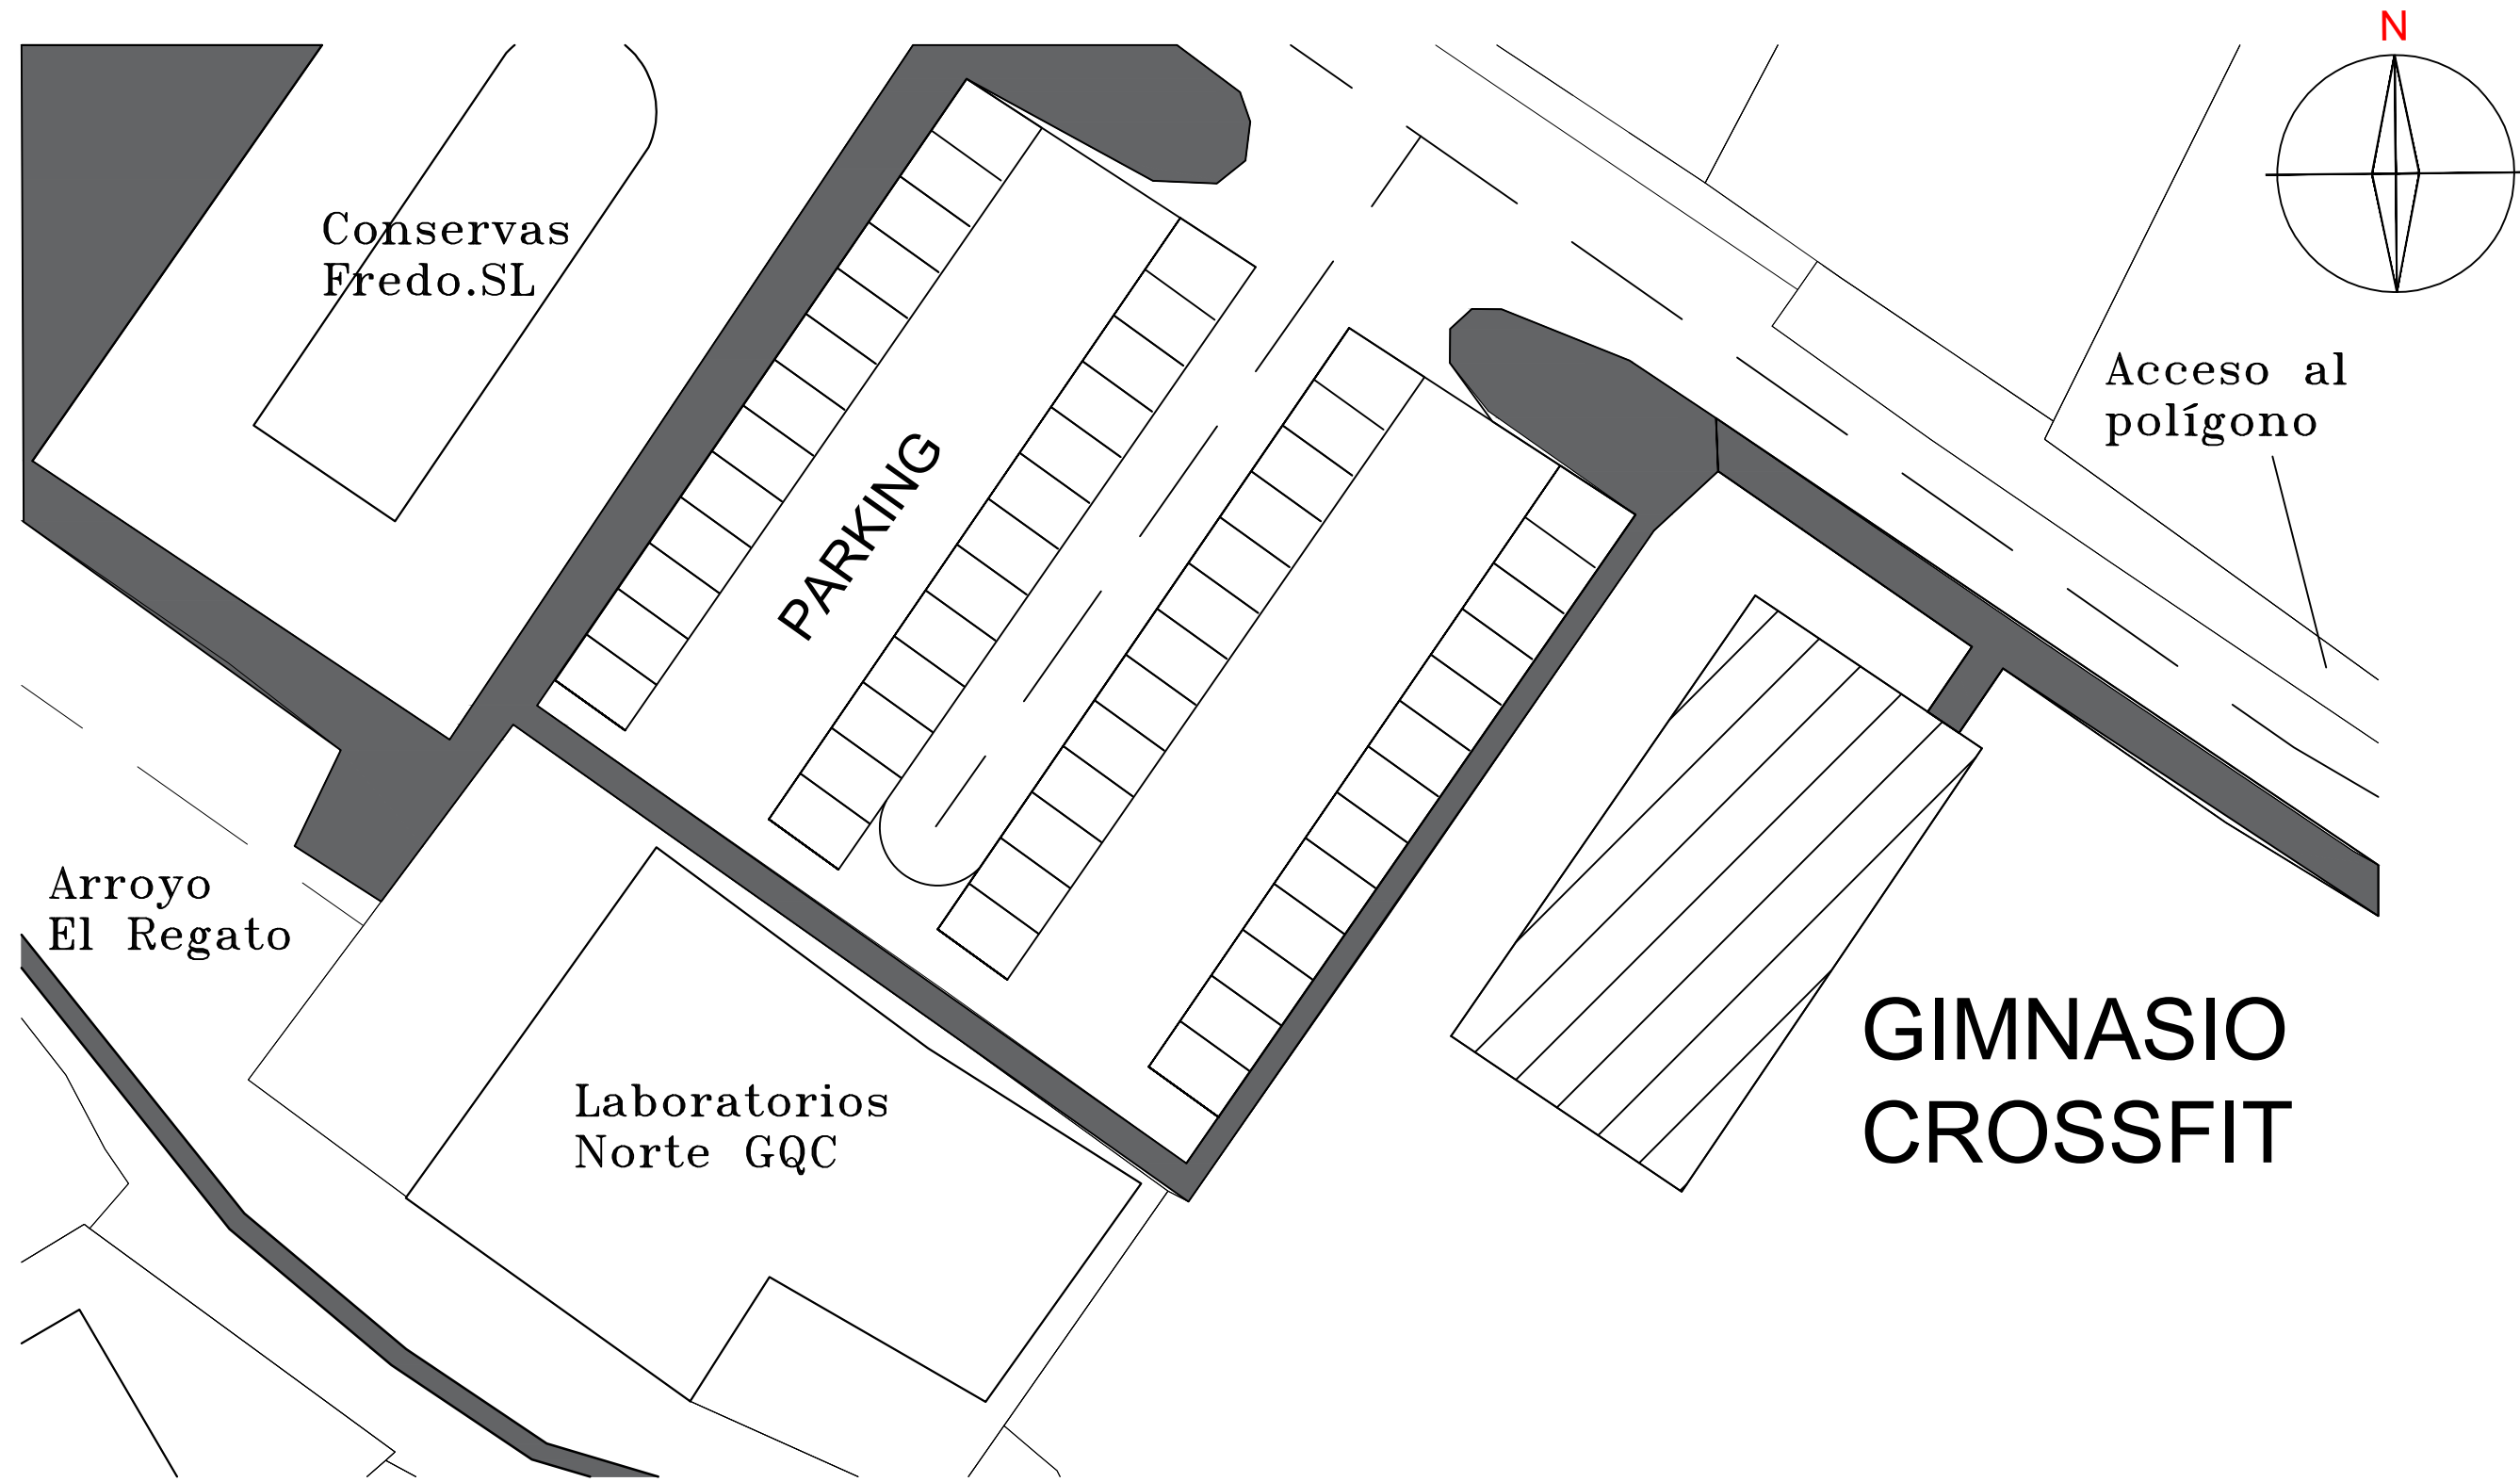 N
Conservas
Fredo.SL
Acceso al
polígono
PARKING
Arroyo
El Regato
GIMNASIO
CROSSFIT
Laboratorios
Norte GQC